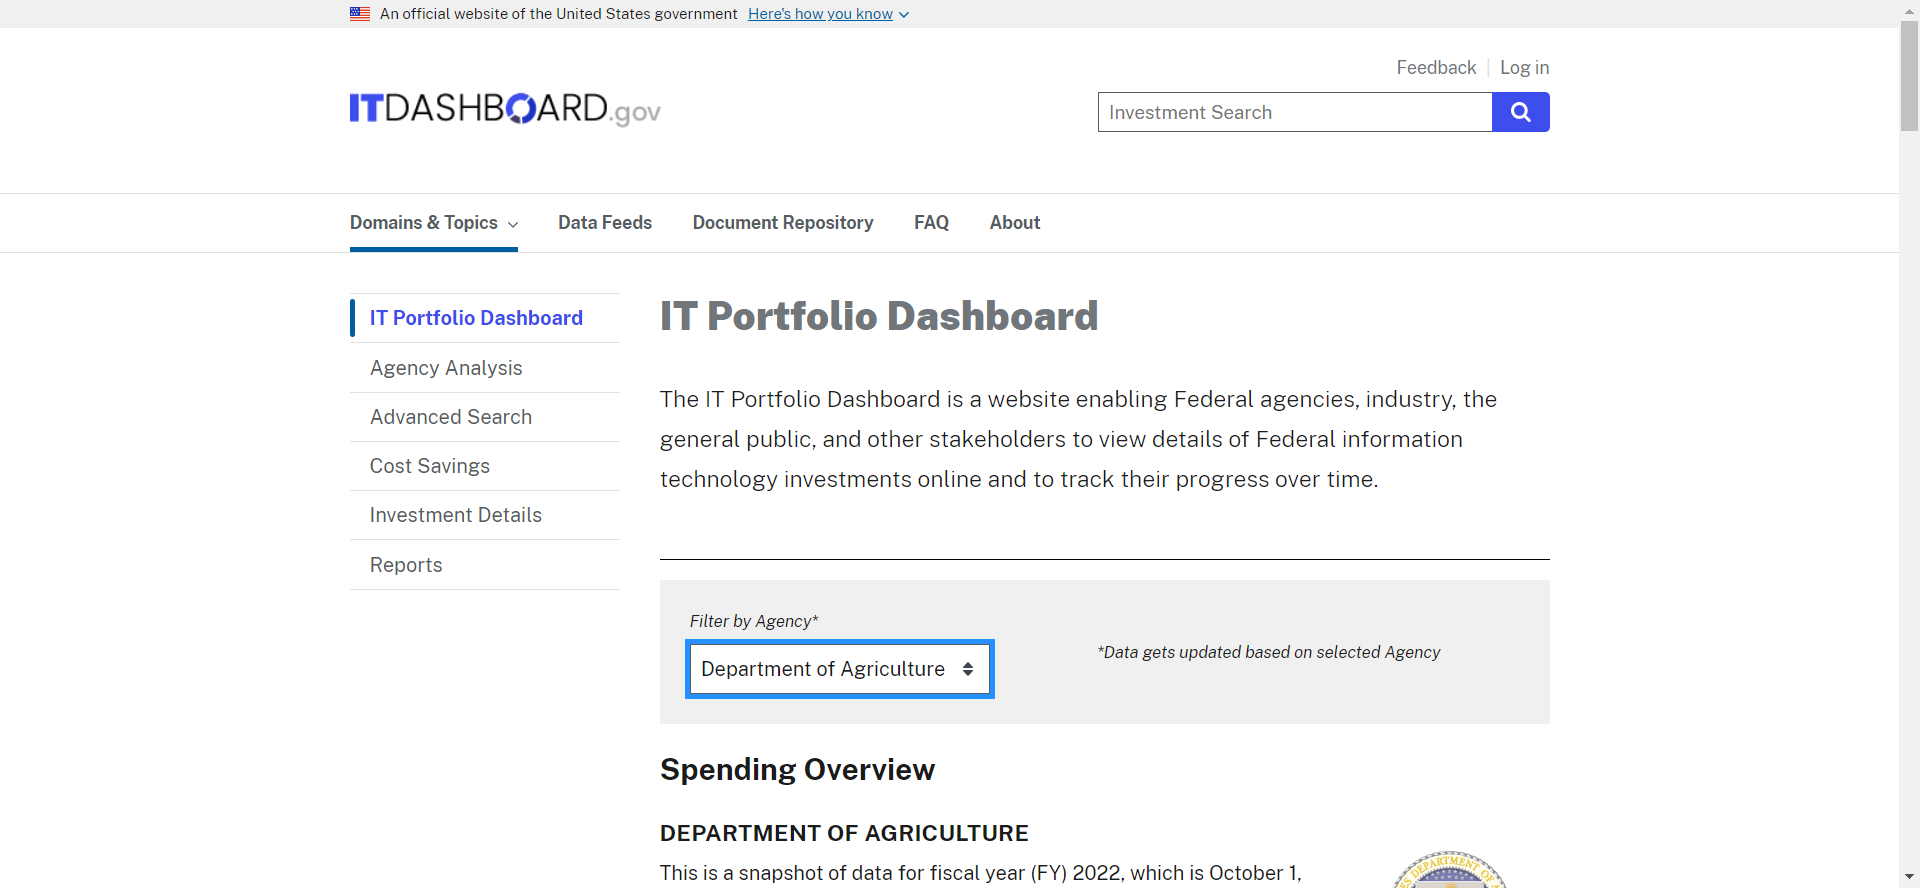 An official website of the United States government Here's how you know
Feedback Log in
ITDASHBOARD.gov
Investment Search
Domains & Topics Data Feeds Document Repository FAQ About
IT Portfolio Dashboard
Agency Analysis
Advanced Search
Cost Savings
Investment Details
Reports
IT Portfolio Dashboard
The IT Portfolio Dashboard is a website enabling Federal agencies, industry, the
general public, and other stakeholders to view details of Federal information
technology investments online and to track their progress over time.
Filter by Agency*
Department of Agriculture
*Data gets updated based on selected Agency
Spending Overview
DEPARTMENT OF AGRICULTURE
This is a snapshot of data for fiscal year (FY) 2022, which is October 1,
DEPARTMENT OF